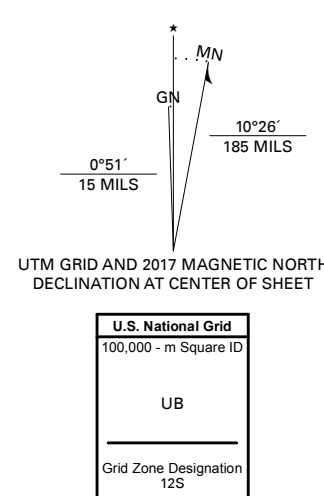 ★
MN
GN
10°26´
185 MILS
0°51´
15 MILS
UTM GRID AND 2017 MAGNETIC NORTH
DECLINATION AT CENTER OF SHEET
U.S. National Grid
100,000 - m Square ID
UB
Grid Zone Designation
12S